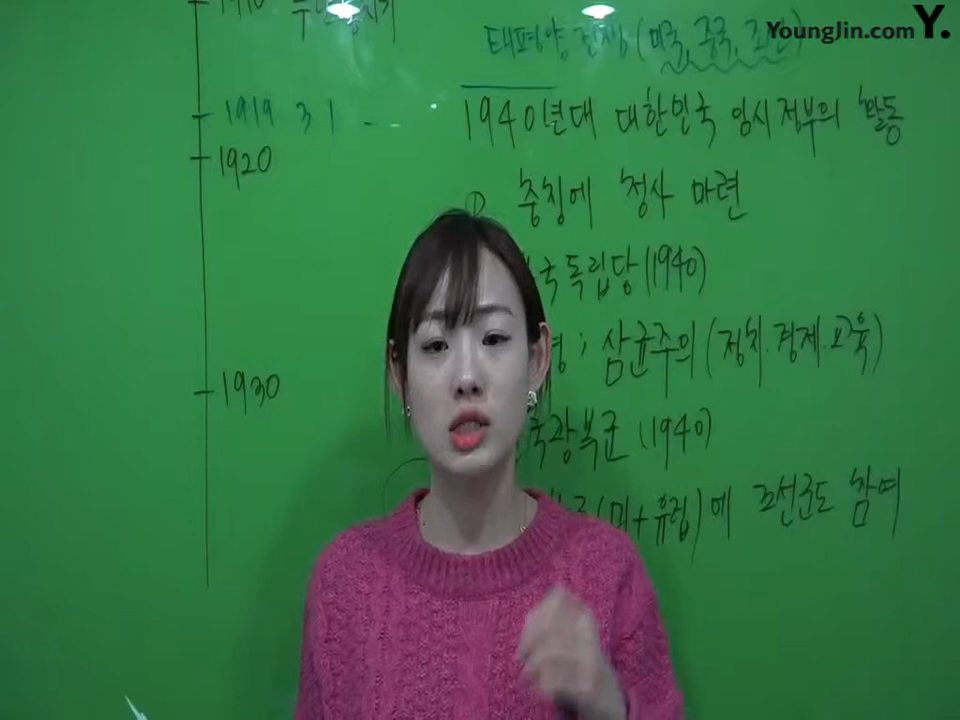 YoungJin.com Y.
1910
태평양 전쟁 (미국, 중국, 조선)
1919 3 1
1920
1930
1940년대 대한민국 임시정부의 활동
충칭에 청사 마련
국독립당 (1940)
; 삼균주의 (정치. 경제. 교육)
국광복군 (1940)
(미+유럽)에 조선군도 참여